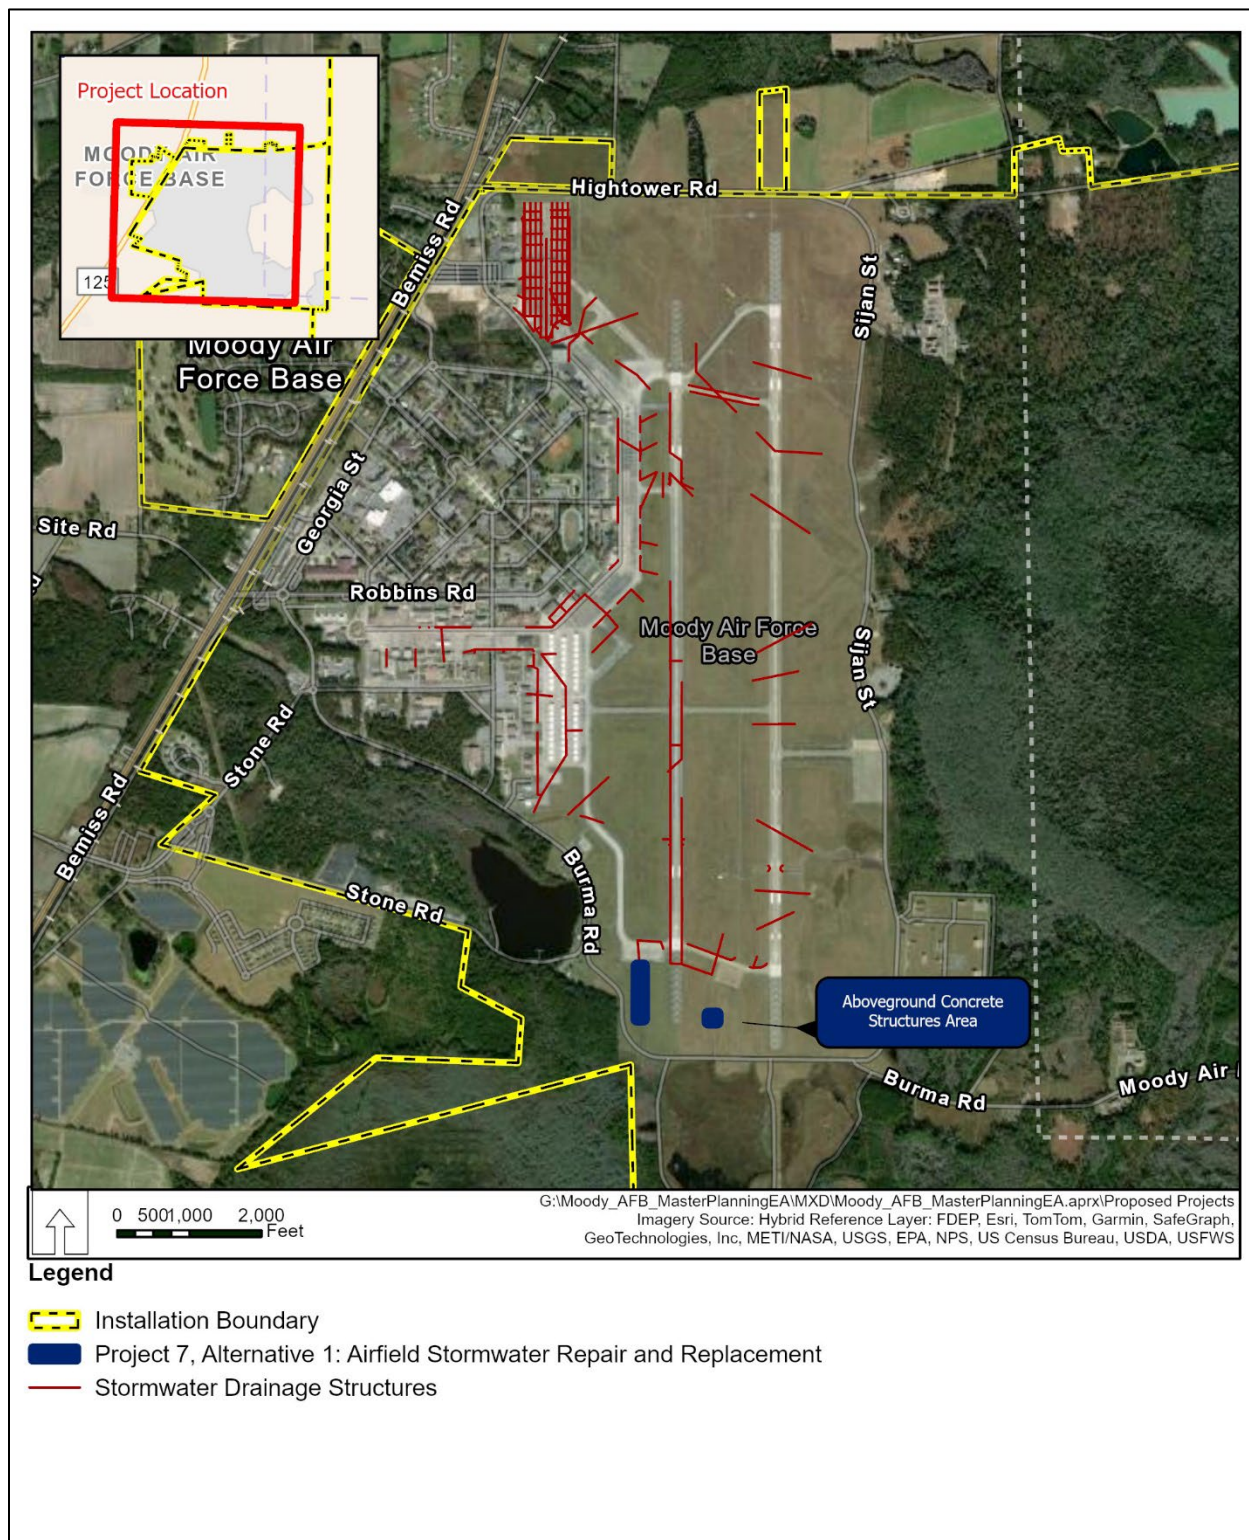 Project Location
MOODY AIR
FORCE BASE
125
Hightower Rd
Bemiss Rd
Sijan St
Moody Air
Force Base
Georgia St
Site Rd
Robbins Rd
Moody Air Force
Base
Sijan St
Stone Rd
Bemiss Rd
Burma Rd
Stone Rd
Aboveground Concrete
Structures Area
Burma Rd
Moody Air
0 500 1,000 2,000
Feet
G:\Moody_AFB_MasterPlanningEA\MXD\Moody_AFB_MasterPlanningEA.aprx\Proposed Projects
Imagery Source: Hybrid Reference Layer: FDEP, Esri, TomTom, Garmin, SafeGraph,
GeoTechnologies, Inc, METI/NASA, USGS, EPA, NPS, US Census Bureau, USDA, USFWS
Legend
Installation Boundary
Project 7, Alternative 1: Airfield Stormwater Repair and Replacement
Stormwater Drainage Structures